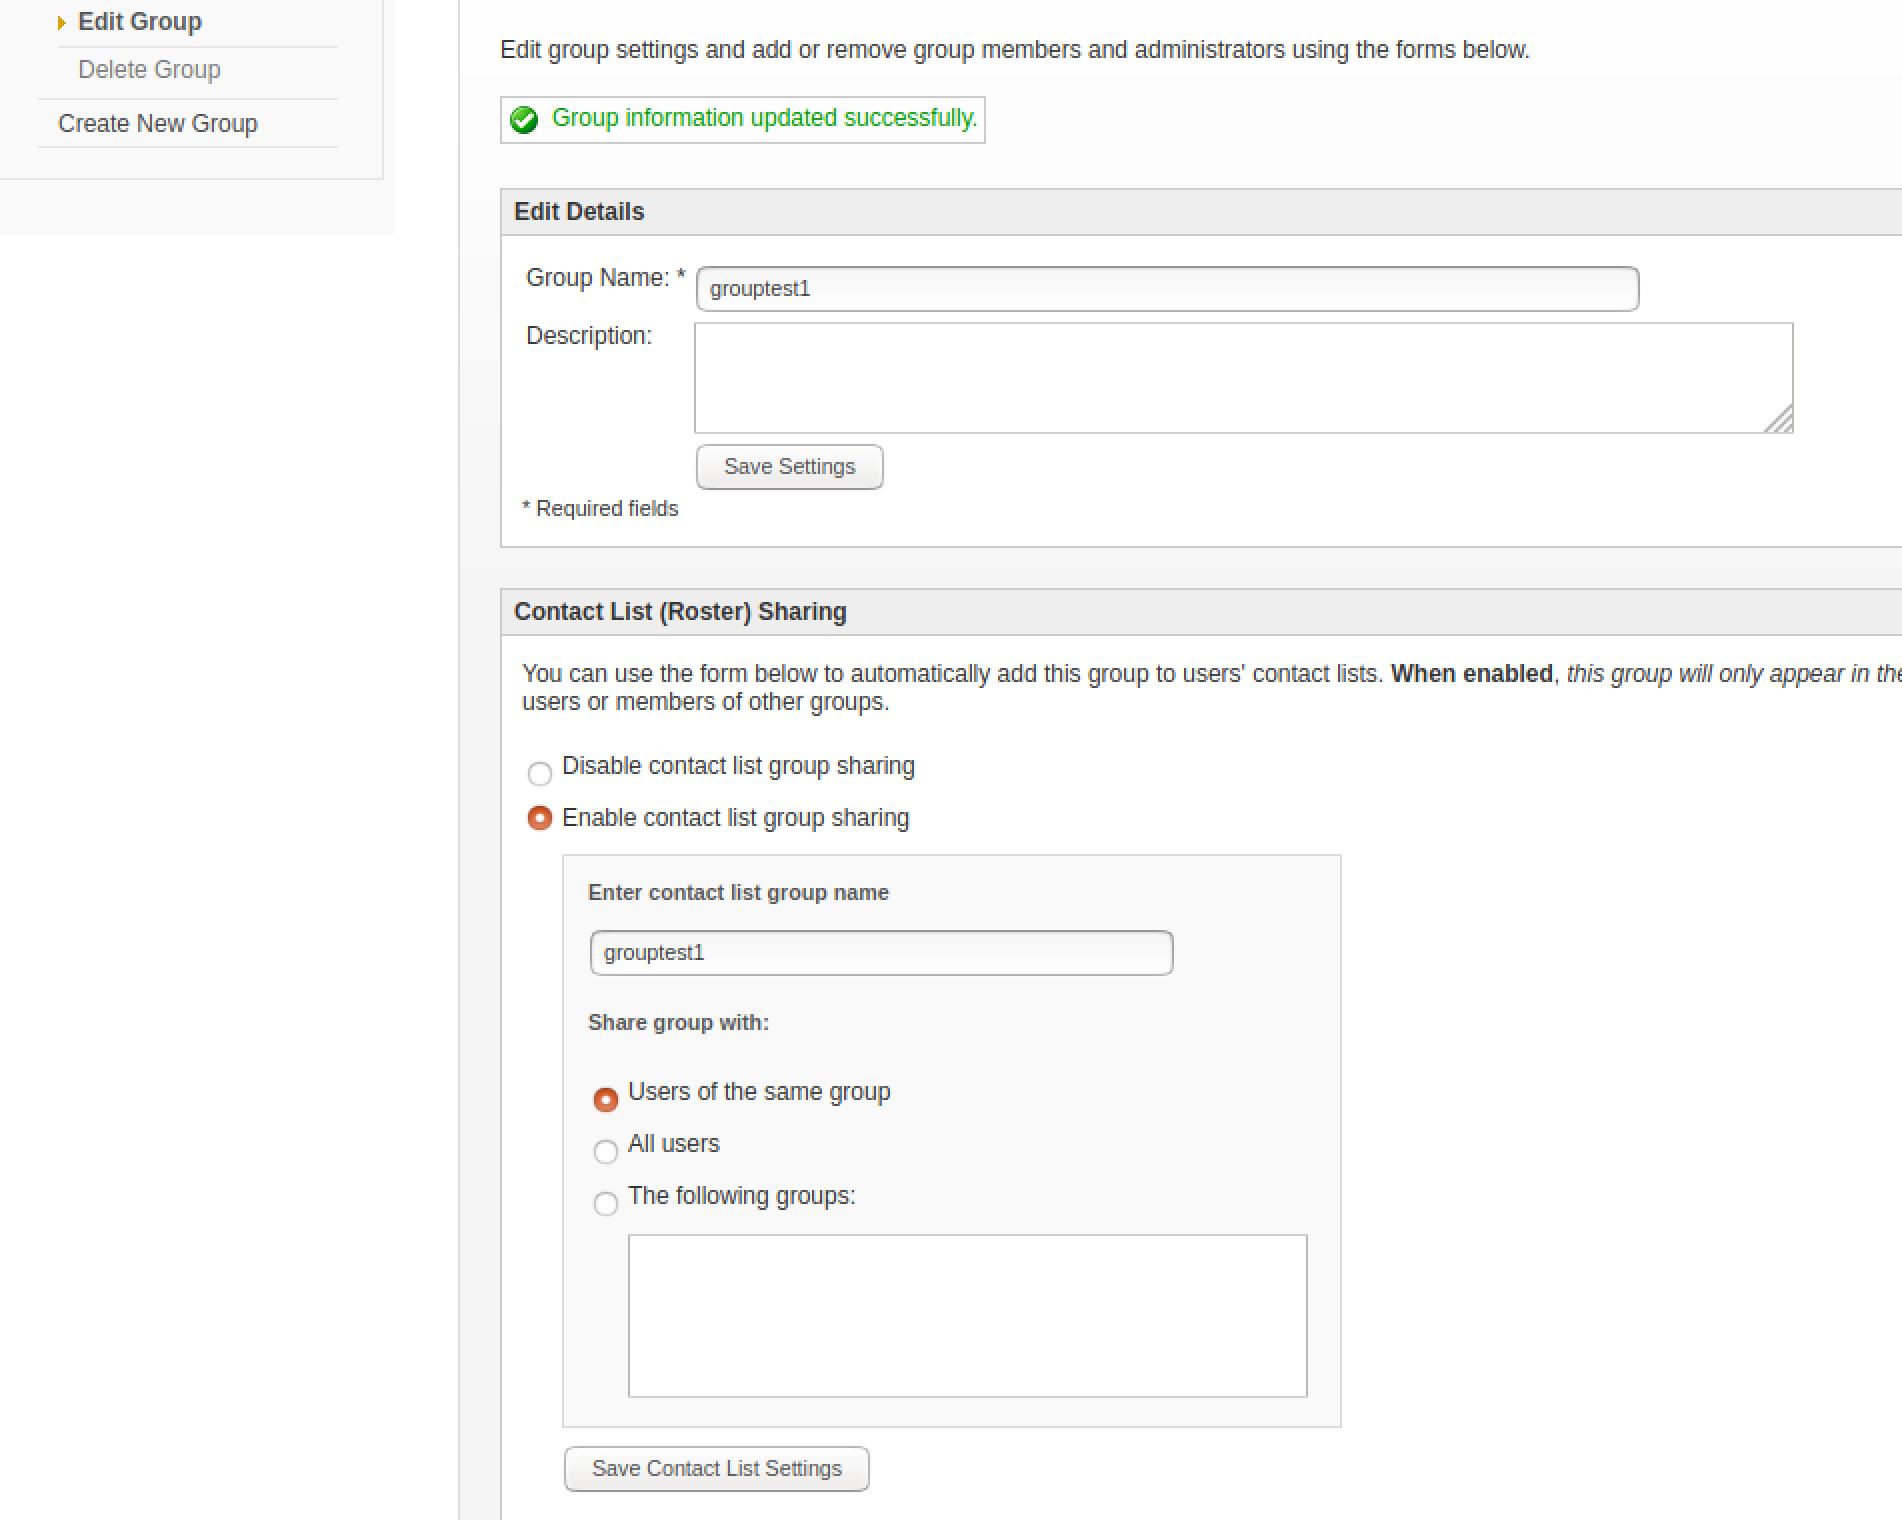 Edit Group
Delete Group
Create New Group
Edit group settings and add or remove group members and administrators using the forms below.
Group information updated successfully.
Edit Details
Group Name: * grouptest1
Description:
Save Settings
* Required fields
Contact List (Roster) Sharing
You can use the form below to automatically add this group to users' contact lists. When enabled, this group will only appear in the
users or members of other groups.
Disable contact list group sharing
Enable contact list group sharing
Enter contact list group name
grouptest1
Share group with:
Users of the same group
All users
The following groups:
Save Contact List Settings